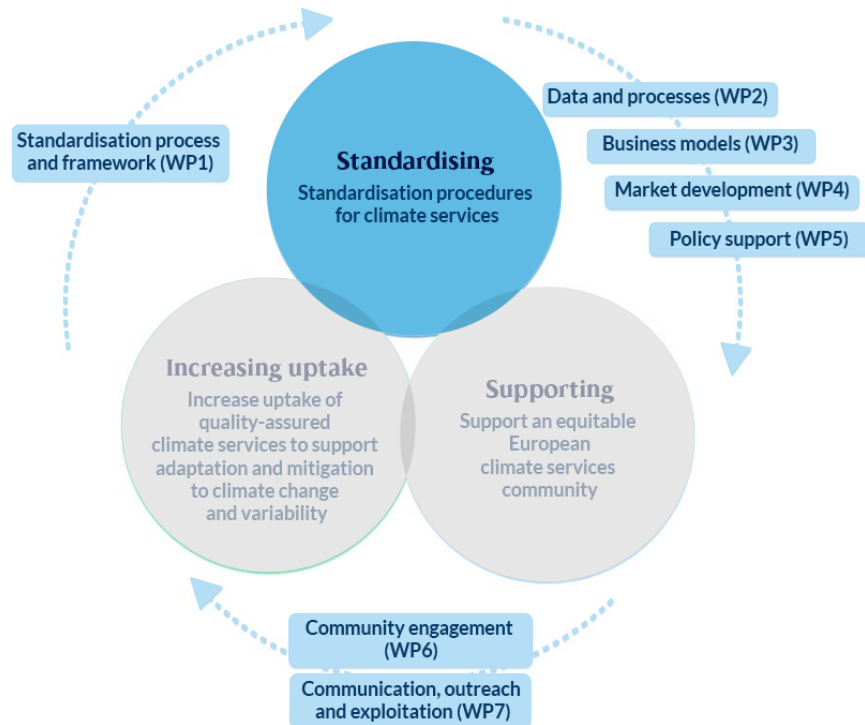 Standardisation process
and framework (WP1)
Standardising
Standardisation procedures
for climate services
Data and processes (WP2)
Business models (WP3)
Market development (WP4)
Policy support (WP5)
Increasing uptake
Increase uptake of
quality-assured
climate services to support
adaptation and mitigation
to climate change
and variability
Supporting
Support an equitable
European
climate services
community
Community engagement
(WP6)
Communication, outreach
and exploitation (WP7)